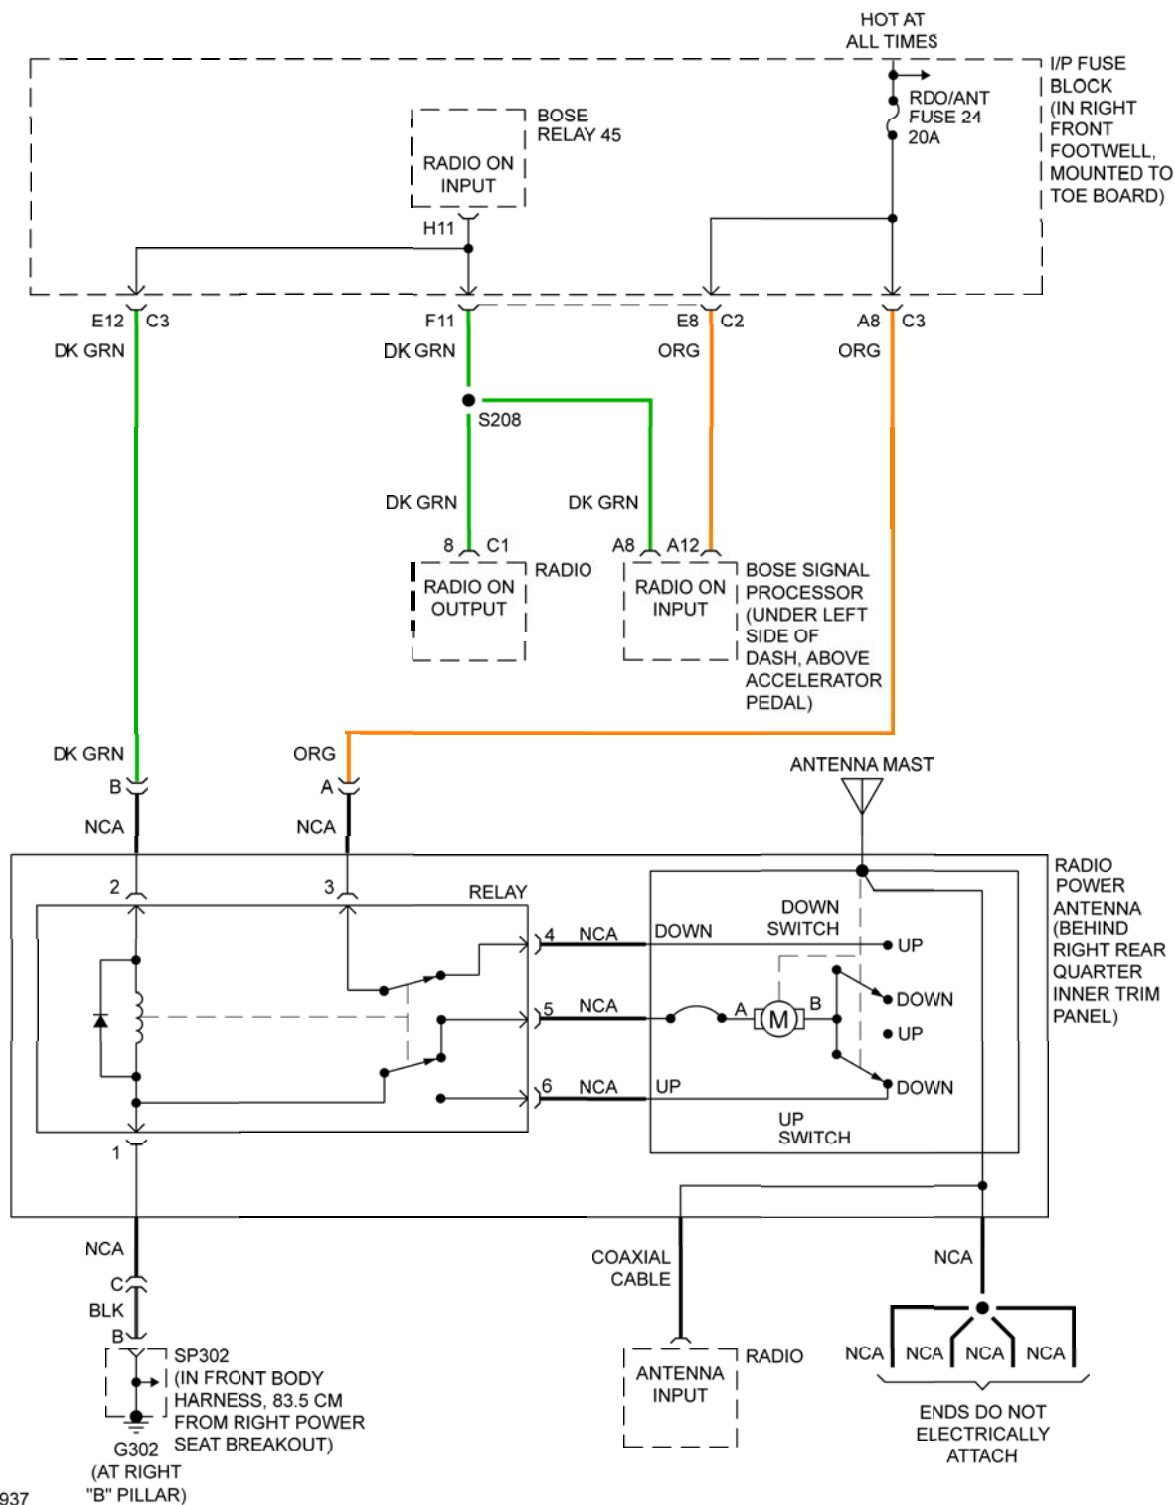 HOT AT
ALL TIMES
I/P FUSE
BLOCK
(IN RIGHT
FRONT
FOOTWELL,
MOUNTED TO
TOE BOARD)
RDO/ANT
FUSE 24
20A
BOSE
RELAY 45
RADIO ON
INPUT
H11
E12 C3
F11
E8 C2
A8 C3
DK GRN
DK GRN
ORG
ORG
S208
DK GRN
DK GRN
8 C1
A8 A12
RADIO
RADIO ON
OUTPUT
RADIO ON
INPUT
BOSE SIGNAL
PROCESSOR
(UNDER LEFT
SIDE OF
DASH, ABOVE
ACCELERATOR
PEDAL)
DK GRN
ORG
B
A
NCA
NCA
ANTENNA MAST
2
3
RELAY
RADIO
POWER
ANTENNA
(BEHIND
RIGHT REAR
QUARTER
INNER TRIM
PANEL)
DOWN
SWITCH
4 NCA DOWN
UP
DOWN
5 NCA
A M B
UP
DOWN
6 NCA UP
UP
SWITCH
1
NCA
C
BLK
B
SP302
(IN FRONT BODY
HARNESS, 83.5 CM
FROM RIGHT POWER
SEAT BREAKOUT)
G302
(AT RIGHT
"B" PILLAR)
COAXIAL
CABLE
NCA
RADIO
ANTENNA
INPUT
NCA NCA NCA NCA
ENDS DO NOT
ELECTRICALLY
ATTACH
937